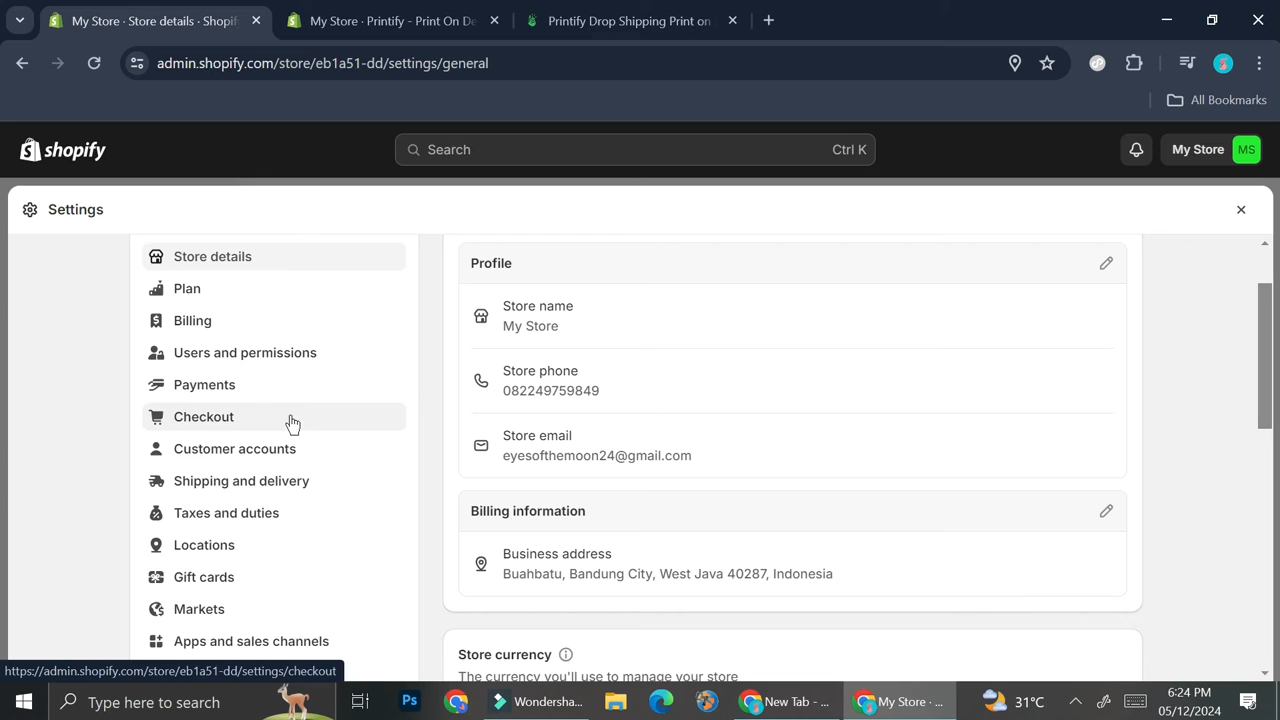 My Store · Store details · Shopif
My Store · Printify - Print On De
Printify Drop Shipping Print on
admin.shopify.com/store/eb1a51-dd/settings/general
All Bookmarks
shopify
Search
Ctrl K
My Store
MS
Settings
Store details
Plan
Billing
Users and permissions
Payments
Checkout
Customer accounts
Shipping and delivery
Taxes and duties
Locations
Gift cards
Markets
Apps and sales channels
Profile
Store name
My Store
Store phone
082249759849
Store email
eyesofthemoon24@gmail.com
Billing information
Business address
Buahbatu, Bandung City, West Java 40287, Indonesia
Store currency
The currency you'll use to manage your store
https://admin.shopify.com/store/eb1a51-dd/settings/checkout
Type here to search
Ps
Wondersha...
New Tab - ...
My Store · ...
31°C
6:24 PM
05/12/2024